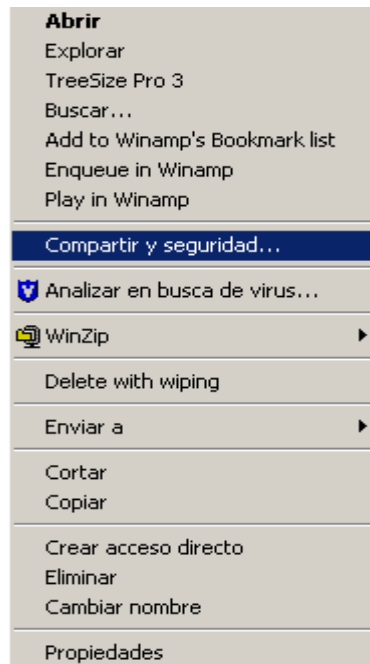 Abrir
Explorar
TreeSize Pro 3
Buscar...
Add to Winamp's Bookmark list
Enqueue in Winamp
Play in Winamp
Compartir y seguridad...
Analizar en busca de virus...
WinZip
Delete with wiping
Enviar a
Cortar
Copiar
Crear acceso directo
Eliminar
Cambiar nombre
Propiedades